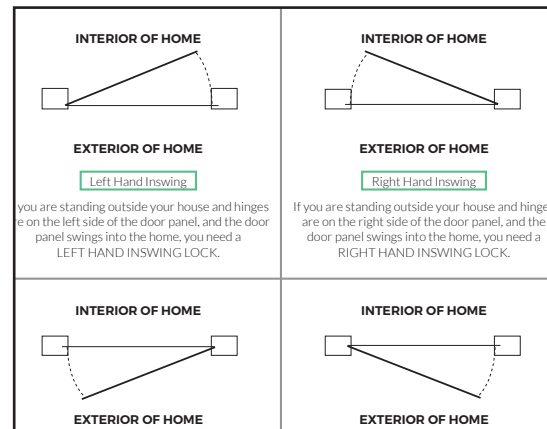 INTERIOR OF HOME
EXTERIOR OF HOME
Left Hand Inswing
you are standing outside your house and hinges
on the left side of the door panel, and the door
panel swings into the home, you need a
LEFT HAND INSWING LOCK.
INTERIOR OF HOME
EXTERIOR OF HOME
Right Hand Inswing
If you are standing outside your house and hinge
are on the right side of the door panel, and the
door panel swings into the home, you need a
RIGHT HAND INSWING LOCK.
INTERIOR OF HOME
EXTERIOR OF HOME
INTERIOR OF HOME
EXTERIOR OF HOME